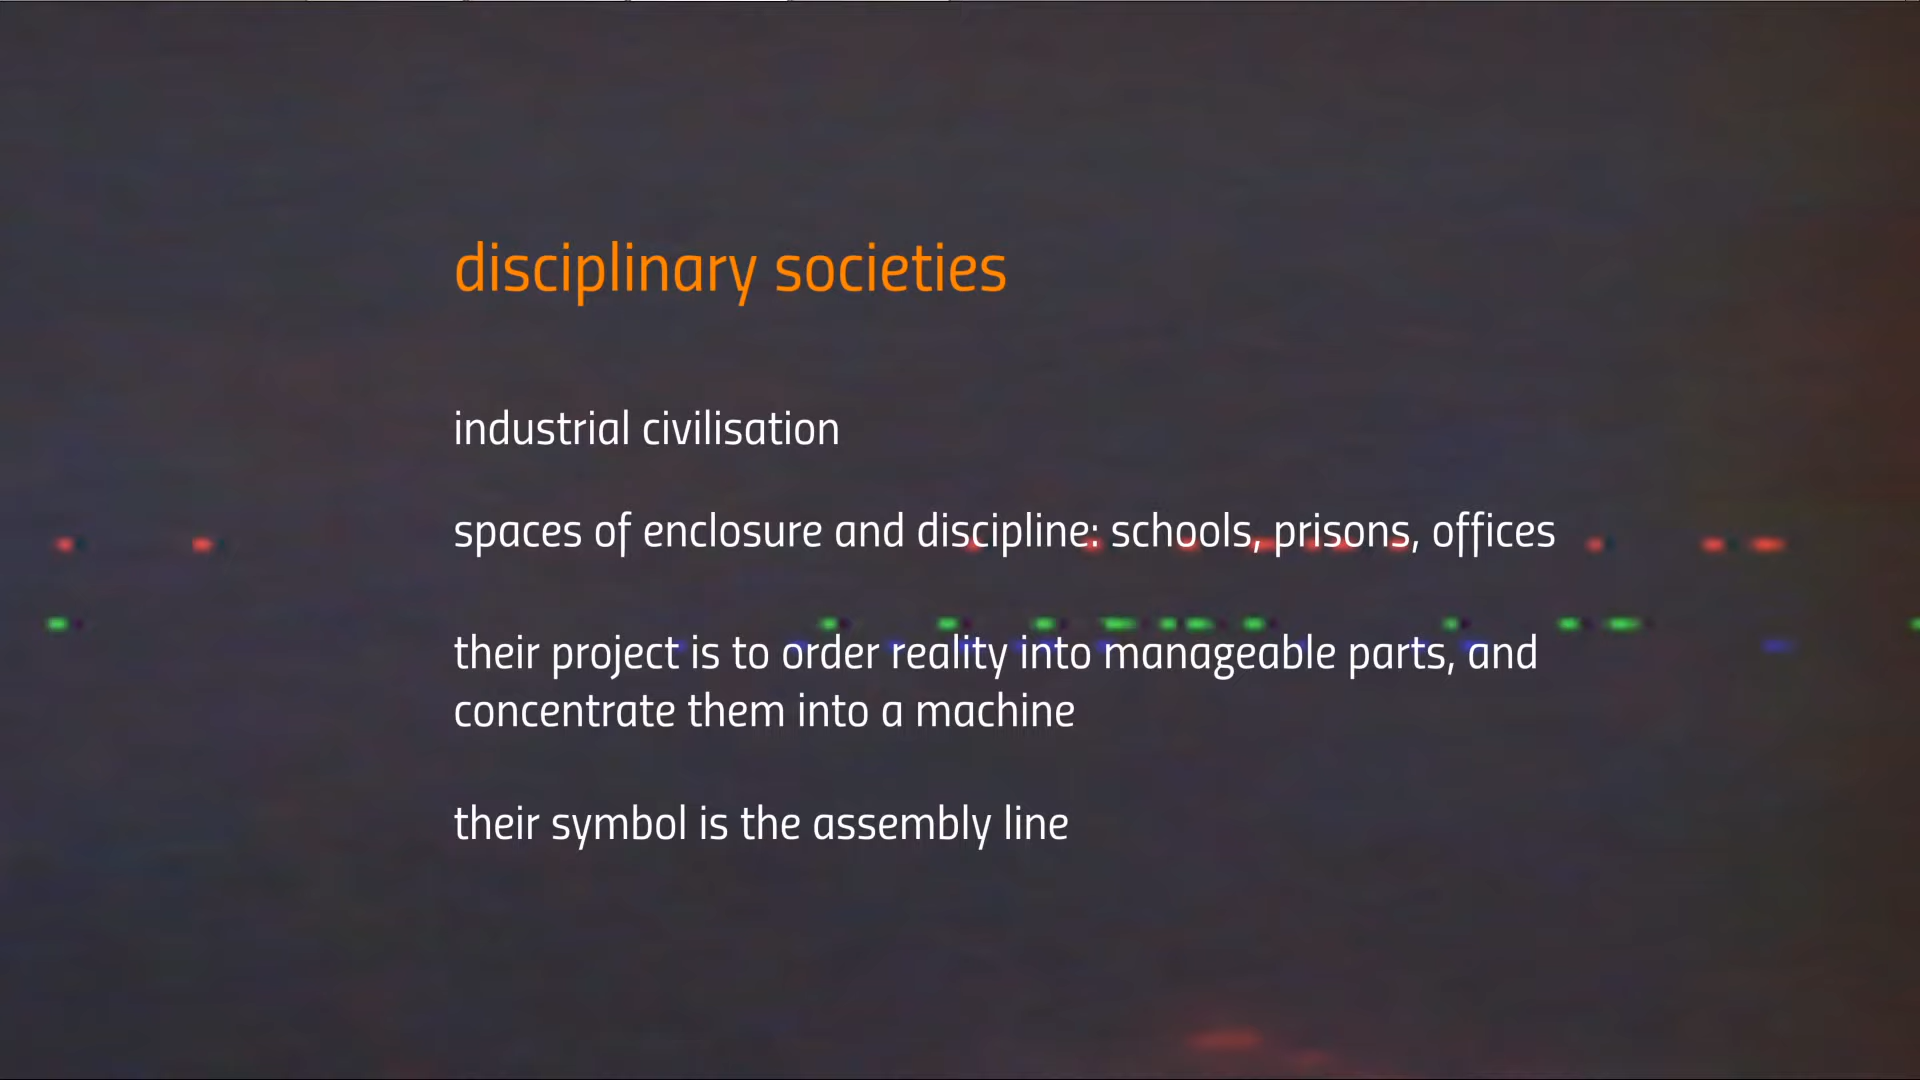 disciplinary societies
industrial civilisation
spaces of enclosure and discipline: schools, prisons, offices
their project is to order reality into manageable parts, and
concentrate them into a machine
their symbol is the assembly line